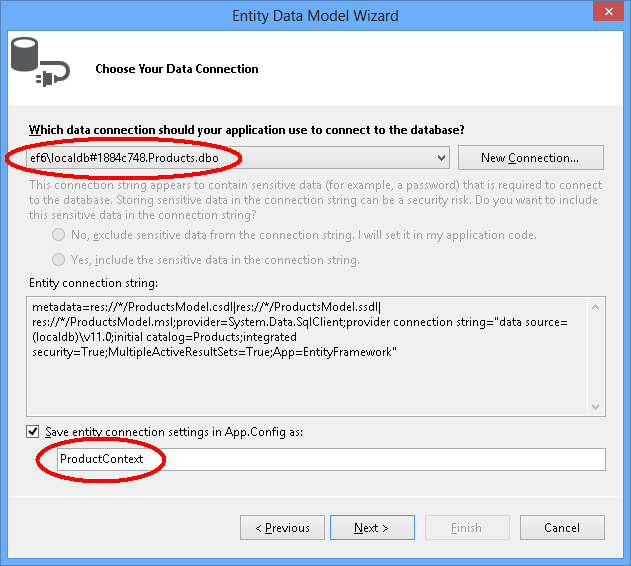 Entity Data Model Wizard
Choose Your Data Connection
Which data connection should your application use to connect to the database?
ef6\localdb#1884c748.Products.dbo
New Connection...
This connection string appears to contain sensitive data (for example, a password) that is required to connect
to the database. Storing sensitive data in the connection string can be a security risk. Do you want to include
this sensitive data in the connection string?
No, exclude sensitive data from the connection string. I will set it in my application code.
Yes, include the sensitive data in the connection string.
Entity connection string:
metadata=res://*/ProductsModel.csdl|res://*/ProductsModel.ssdl|
res://*/ProductsModel.msl;provider=System.Data.SqlClient;provider connection string="data source=
(localdb)\v11.0;initial catalog=Products;integrated
security=True;MultipleActiveResultSets=True;App=EntityFramework"
Save entity connection settings in App.Config as:
ProductContext
< Previous
Next >
Finish
Cancel